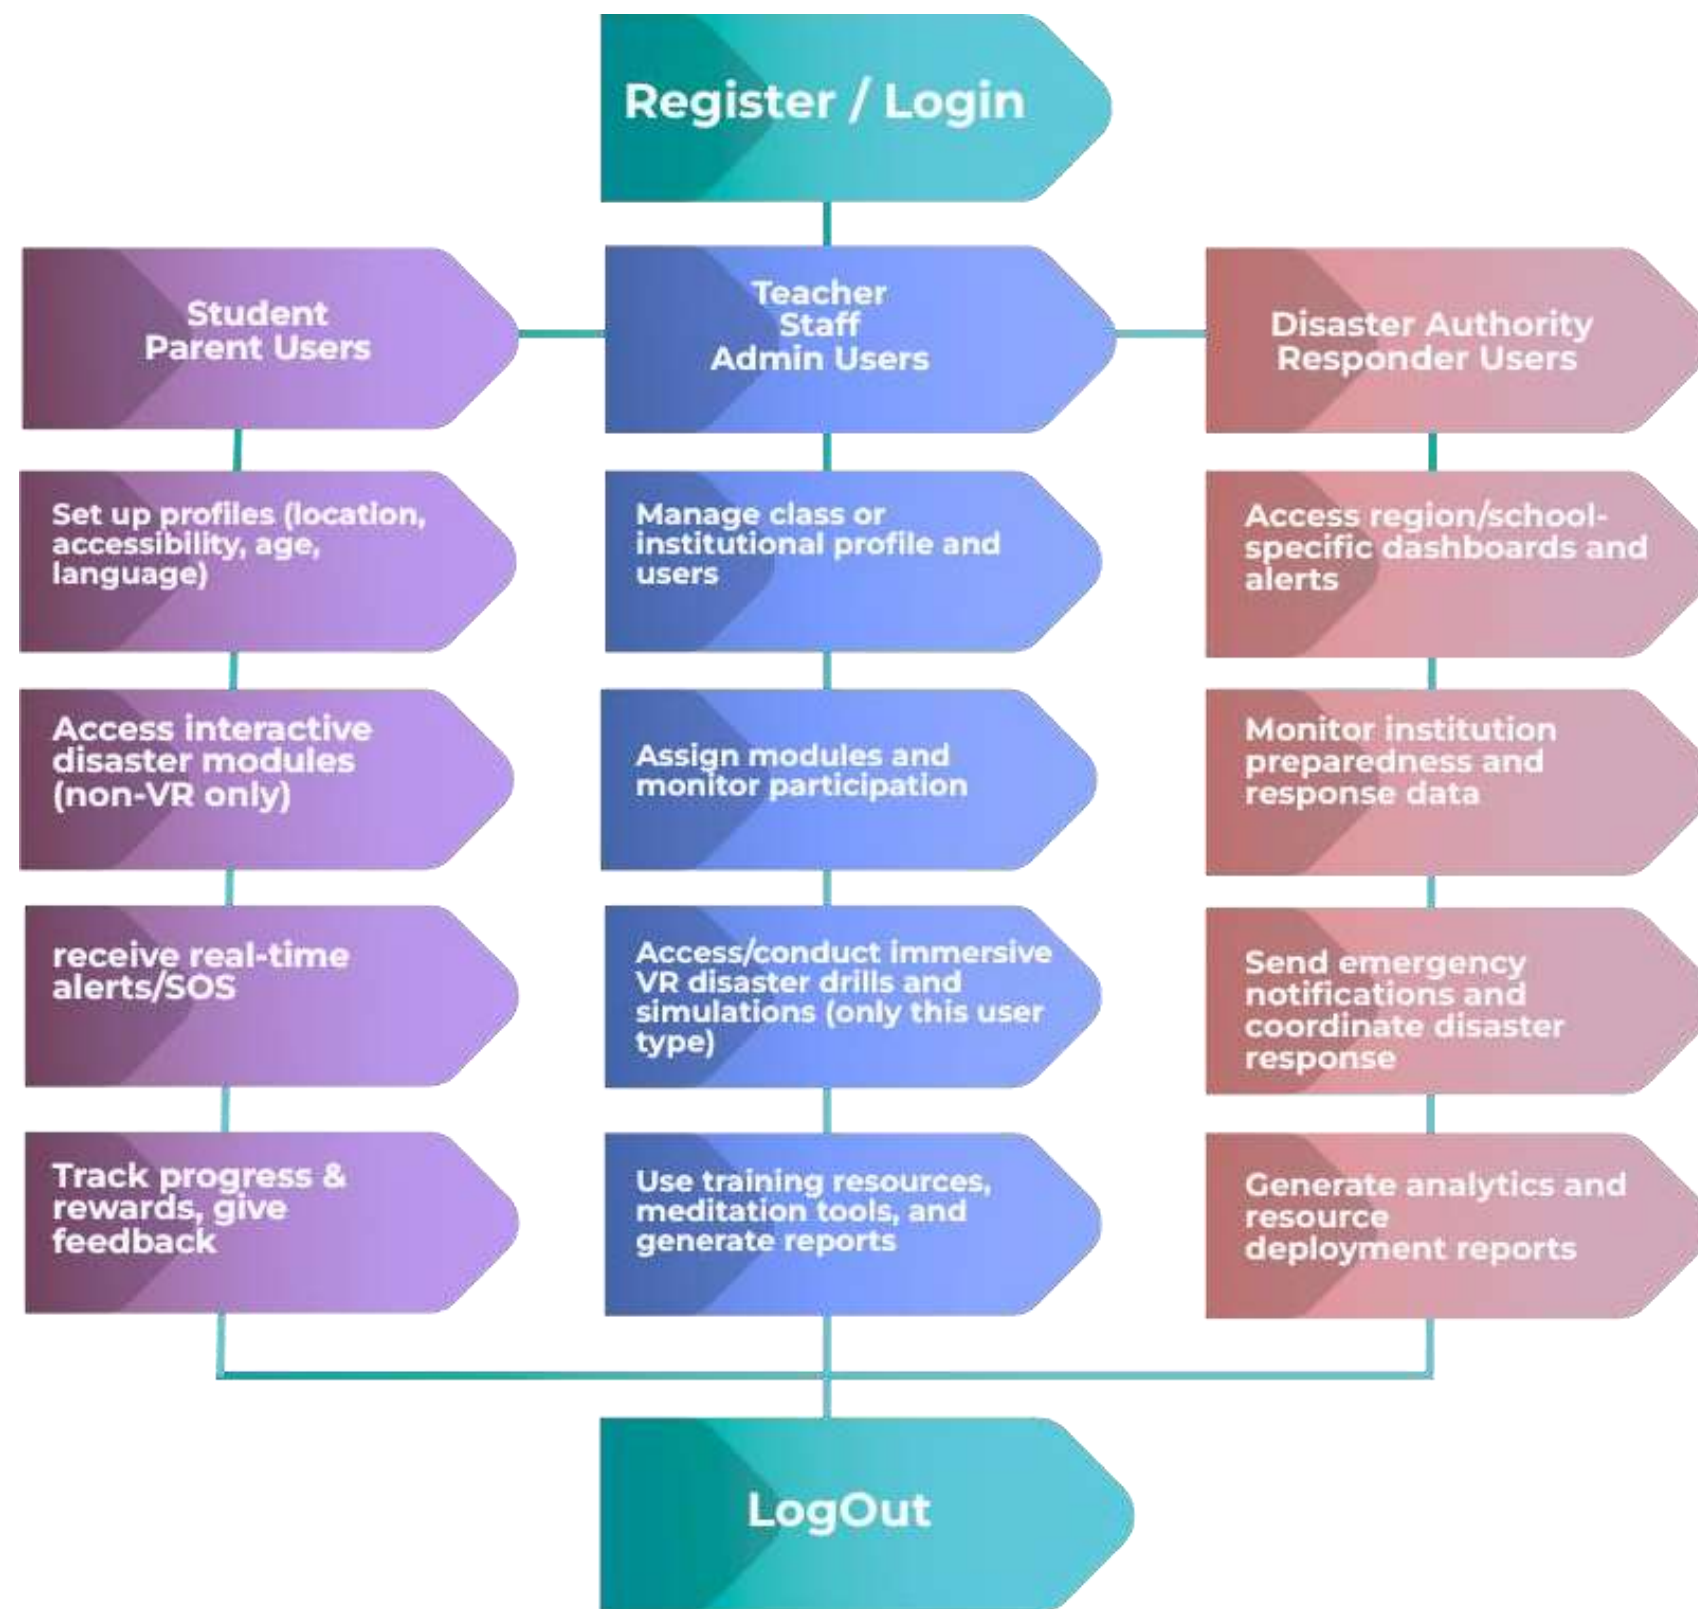 Register / Login
Student
Parent Users
Teacher
Staff
Admin Users
Disaster Authority
Responder Users
Set up profiles (location,
accessibility, age,
language)
Manage class or
institutional profile and
users
Access region/school-
specific dashboards and
alerts
Access interactive
disaster modules
(non-VR only)
Assign modules and
monitor participation
Monitor institution
preparedness and
response data
receive real-time
alerts/SOS
Access/conduct immersive
VR disaster drills and
simulations (only this user
type)
Send emergency
notifications and
coordinate disaster
response
Track progress &
rewards, give
feedback
Use training resources,
meditation tools, and
generate reports
Generate analytics and
resource
deployment reports
LogOut